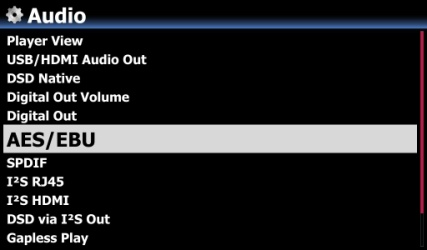 Audio
Player View
USB/HDMI Audio Out
DSD Native
Digital Out Volume
Digital Out
AES/EBU
SPDIF
I²S RJ45
I²S HDMI
DSD via I²S Out
Gapless Play